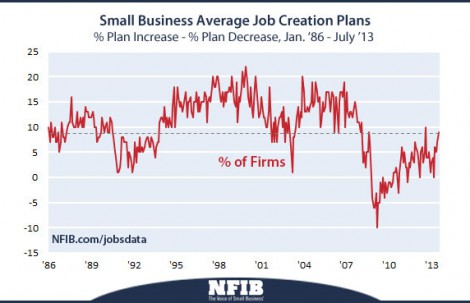 Small Business Average Job Creation Plans
% Plan Increase - % Plan Decrease, Jan. '86 - July '13
25
20
15
10
5
0
-5
-10
-15
% of Firms
NFIB.com/jobsdata
'86 '89 '92 '95 '98 '01 '04 '07 '10 '13
NFIB
The Voice of Small Business®